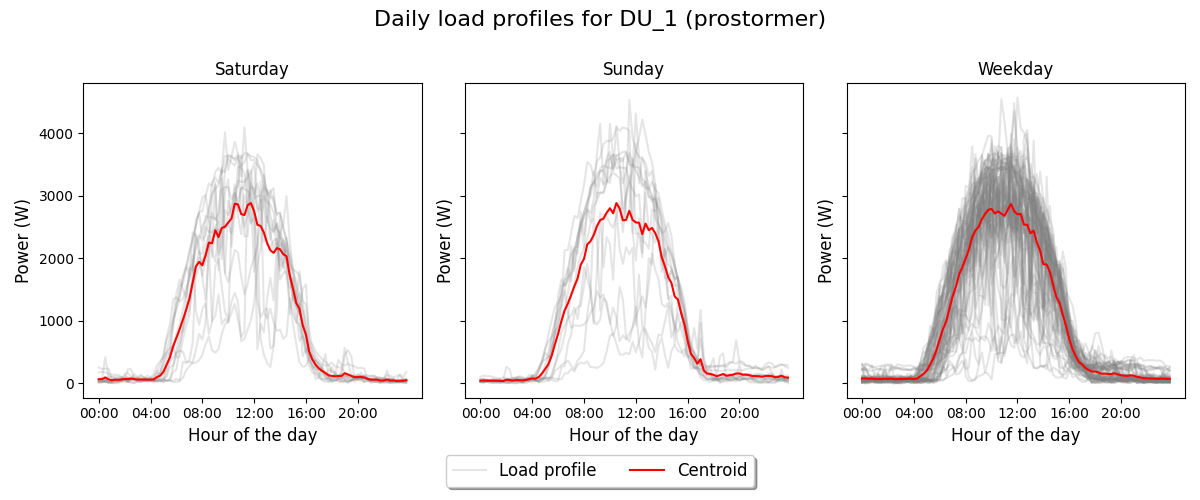 Daily load profiles for DU_1 (prostormer)
Saturday
Sunday
Weekday
Power (W)
4000
3000
2000
1000
0
Power (W)
Power (W)
00:00 04:00 08:00 12:00 16:00 20:00
00:00 04:00 08:00 12:00 16:00 20:00
00:00 04:00 08:00 12:00 16:00 20:00
Hour of the day
Hour of the day
Hour of the day
Load profile
Centroid